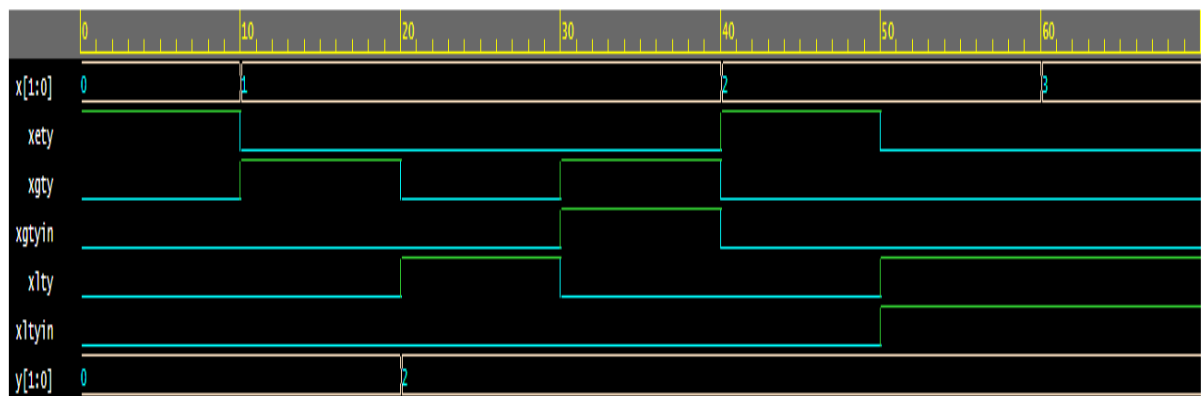 0 10 20 30 40 50 60
x[1:0] 0 1 2 3
xety
xgty
xgtyin
xlty
xltyin
y[1:0] 0 2